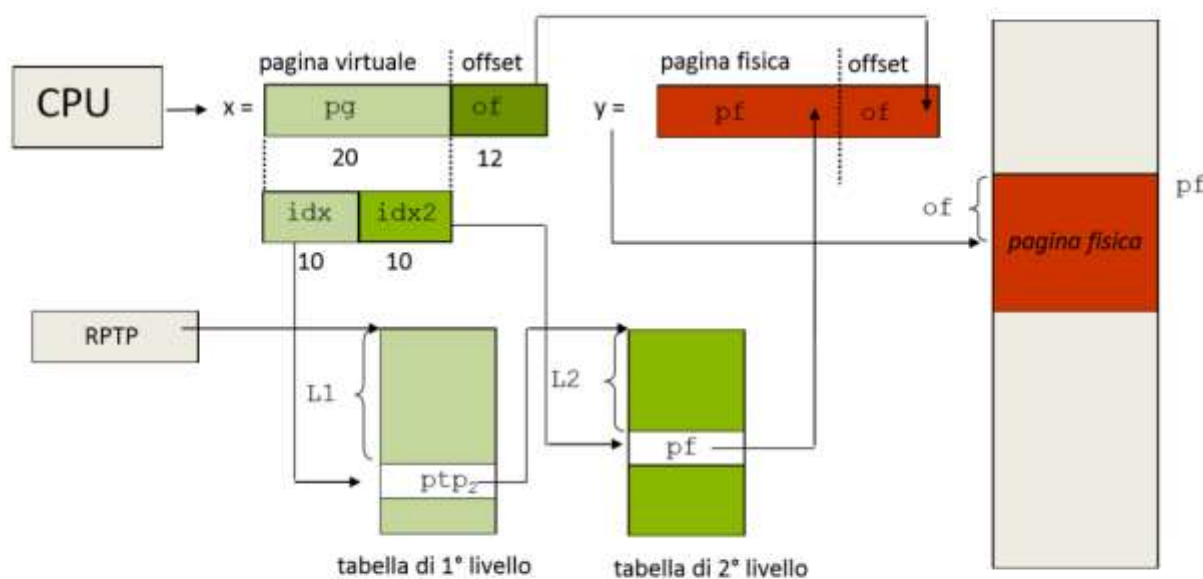 pagina virtuale
offset
pagina fisica
offset
CPU
x =
pg
of
y =
pf
of
20
12
pf
of
idx
idx2
pagina fisica
10
10
RPTP
L1
L2
pf
ptp2
tabella di 1° livello
tabella di 2° livello